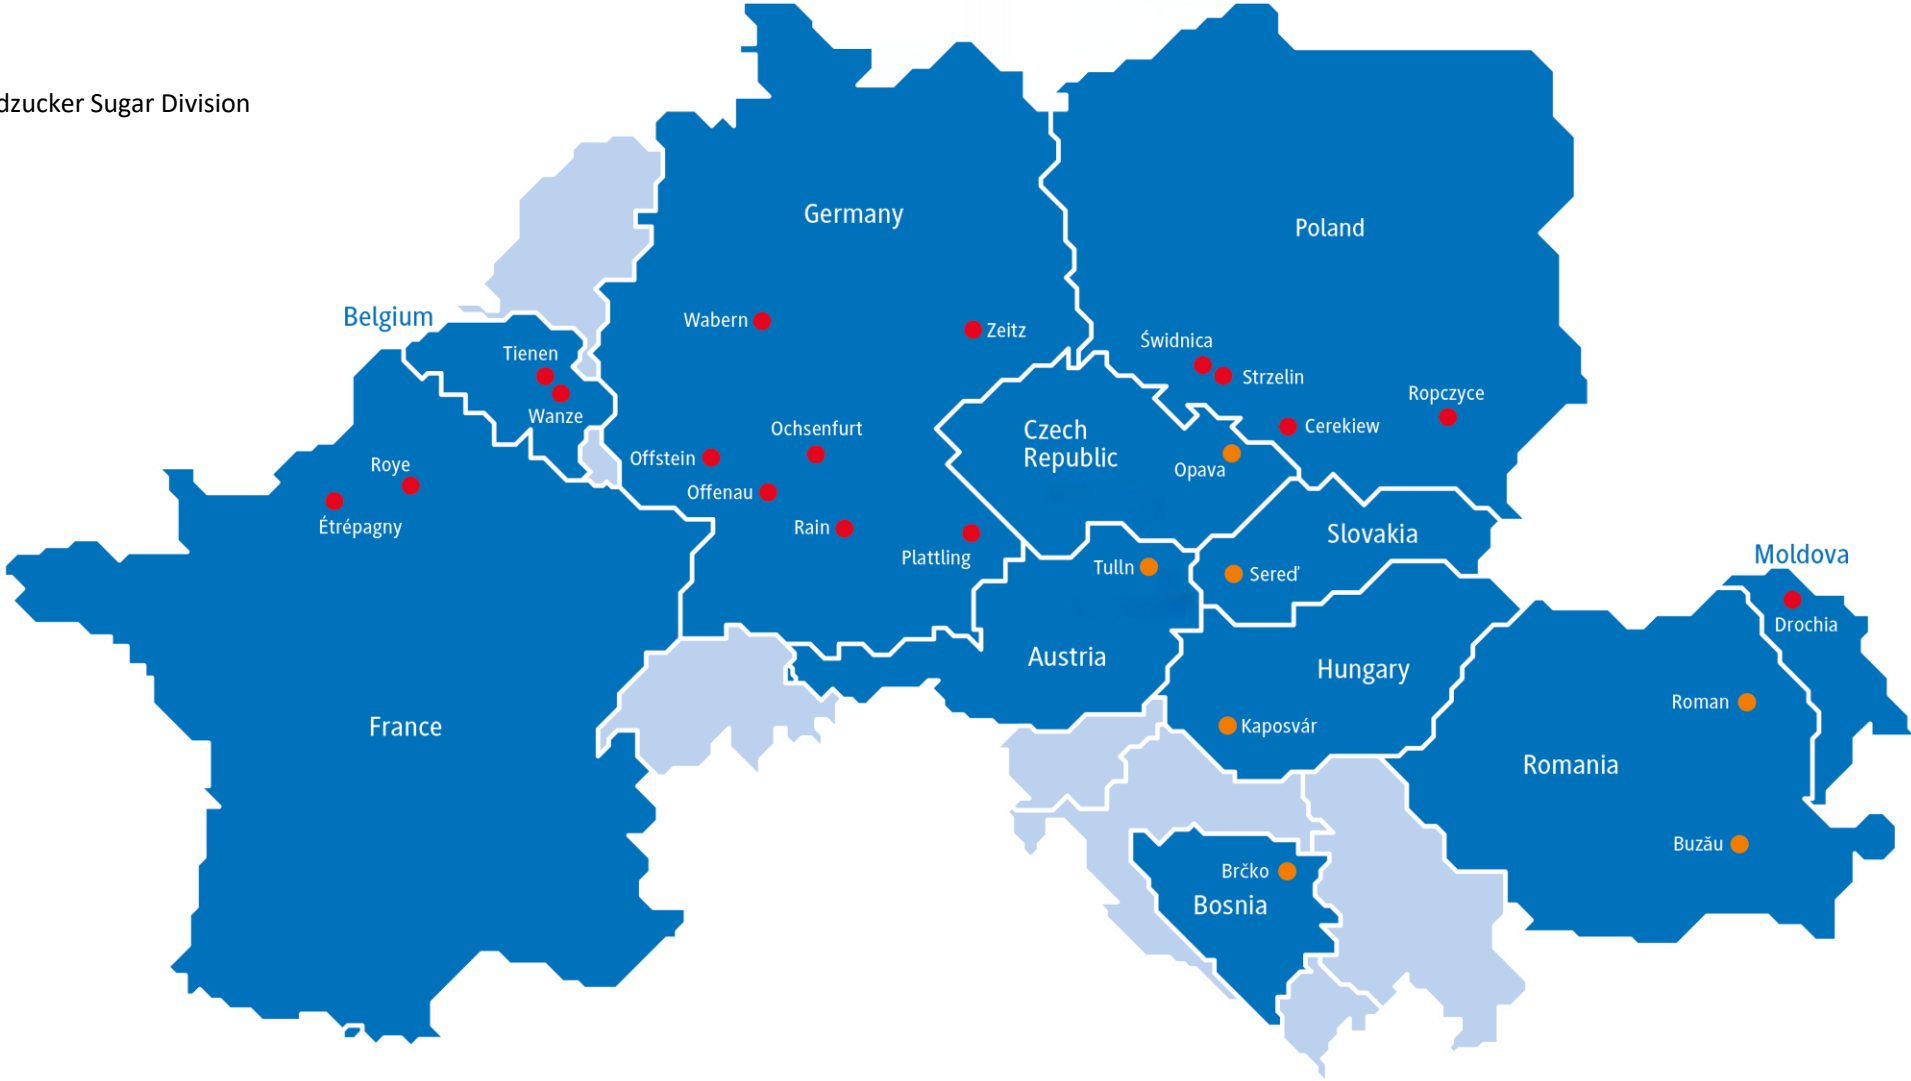 dzucker Sugar Division
Germany
Poland
Belgium
Wabern
Zeitz
Świdnica
Tienen
Strzelin
Ropczyce
Wanze
Ochsenfurt
Czech
Republic
Cerekiew
Offstein
Roye
Opava
Offenau
Étrépagny
Rain
Plattling
Slovakia
Tulln
Sereď
Moldova
Drochia
Austria
Hungary
Roman
France
Kaposvár
Romania
Buzău
Brčko
Bosnia